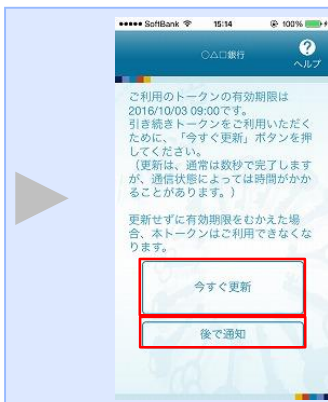 ●●●●● SoftBank 15:14 100%
○△□銀行
?
ヘルプ
ご利用のトークンの有効期限は
2016/10/03 09:00です。
引き続きトークンをご利用いただく
ために、「今すぐ更新」ボタンを押
してください。
（更新は、通常は数秒で完了します
が、通信状態によっては時間がかか
ることがあります。）
更新せずに有効期限をむかえた場
合、本トークンはご利用できなくな
ります。
今すぐ更新
後で通知